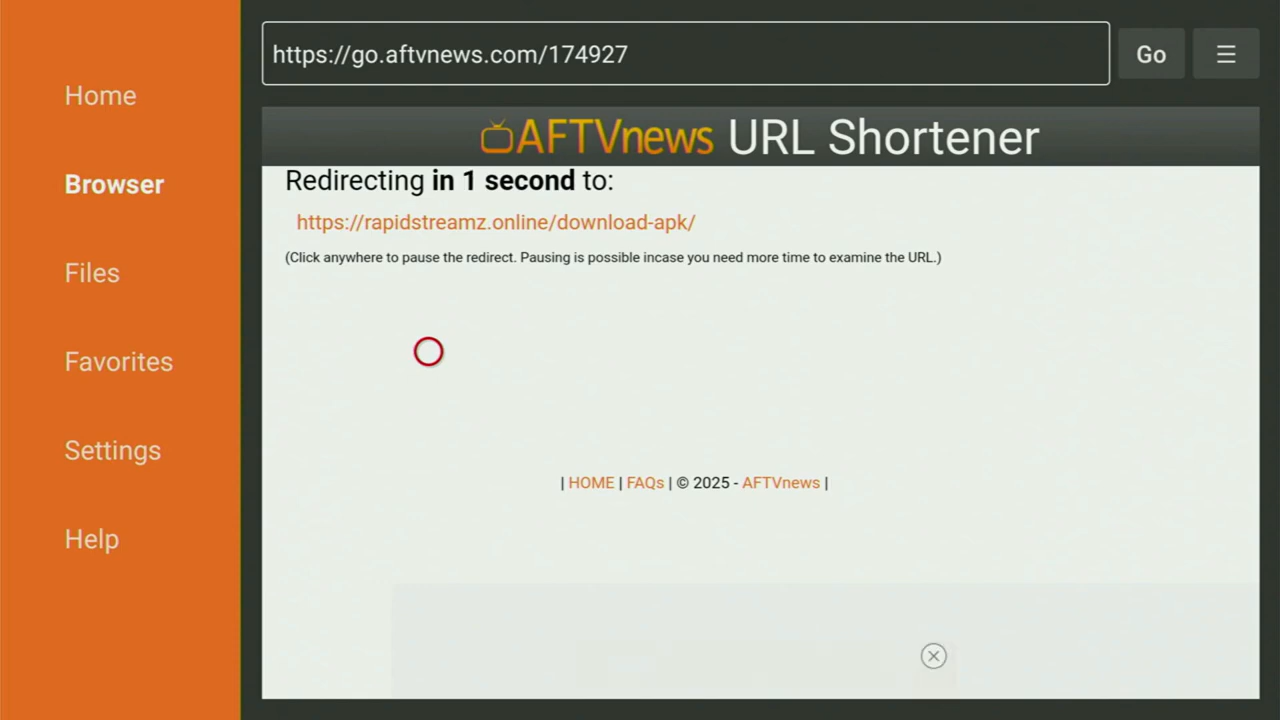 https://go.aftvnews.com/174927
Go
☰
Home
Browser
Files
Favorites
Settings
Help
AFTVnews URL Shortener
Redirecting in 1 second to:
https://rapidstreamz.online/download-apk/
(Click anywhere to pause the redirect. Pausing is possible incase you need more time to examine the URL.)
| HOME | FAQs | © 2025 - AFTVnews |